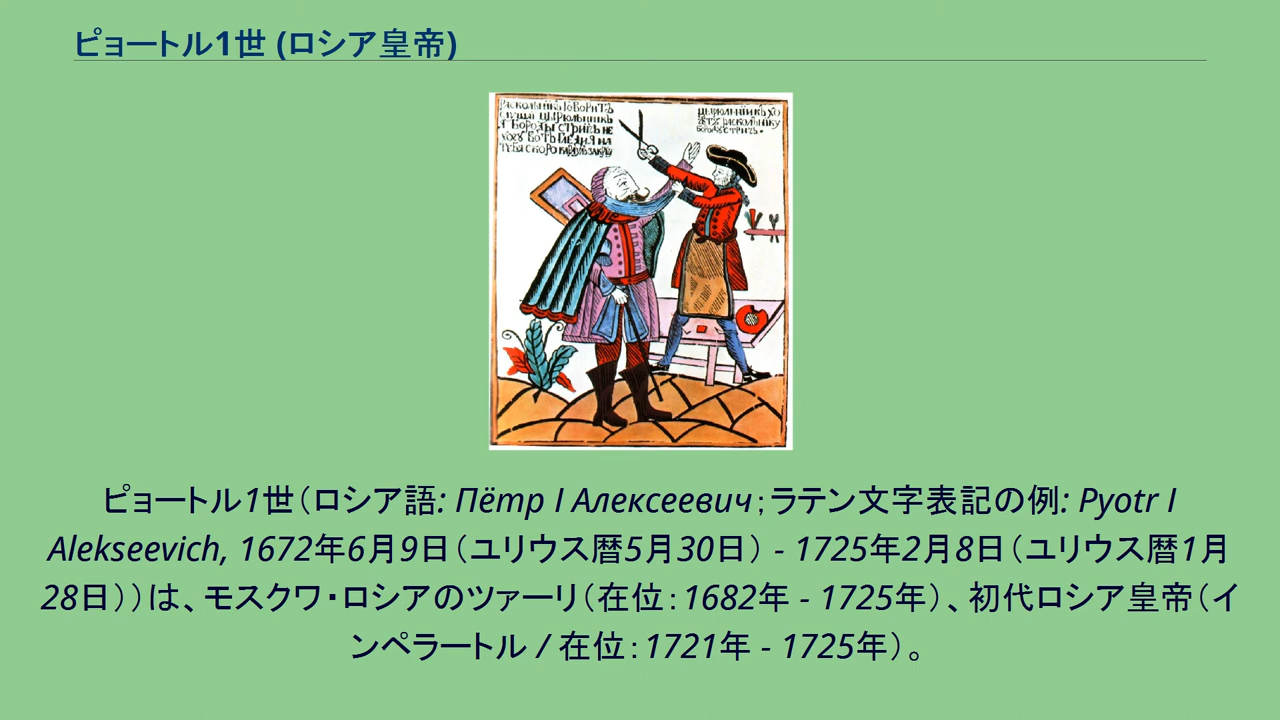 ピョートル1世 (ロシア皇帝)
ピョートル1世（ロシア語: Пётр I Алексеевич；ラテン文字表記の例: Pyotr I
Alekseevich, 1672年6月9日（ユリウス暦5月30日） - 1725年2月8日（ユリウス暦1月
28日））は、モスクワ・ロシアのツァーリ（在位：1682年 - 1725年）、初代ロシア皇帝（イ
ンペラートル / 在位：1721年 - 1725年）。